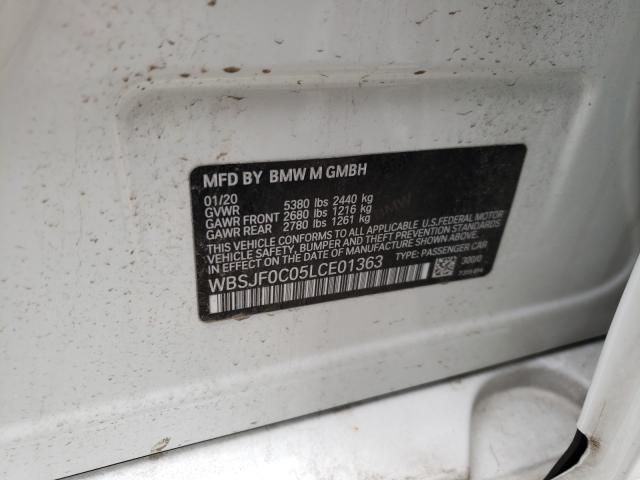 MFD BY BMW M GMBH
01/20
GVWR 5380 lbs 2440 kg
GAWR FRONT 2680 lbs 1216 kg
GAWR REAR 2780 lbs 1261 kg
THIS VEHICLE CONFORMS TO ALL APPLICABLE U.S.FEDERAL MOTOR
VEHICLE SAFETY, BUMPER, AND THEFT PREVENTION STANDARDS
IN EFFECT ON THE DATE OF MANUFACTURE SHOWN ABOVE.
WBSJF0C05LCE01363 TYPE: PASSENGER CAR
300/0